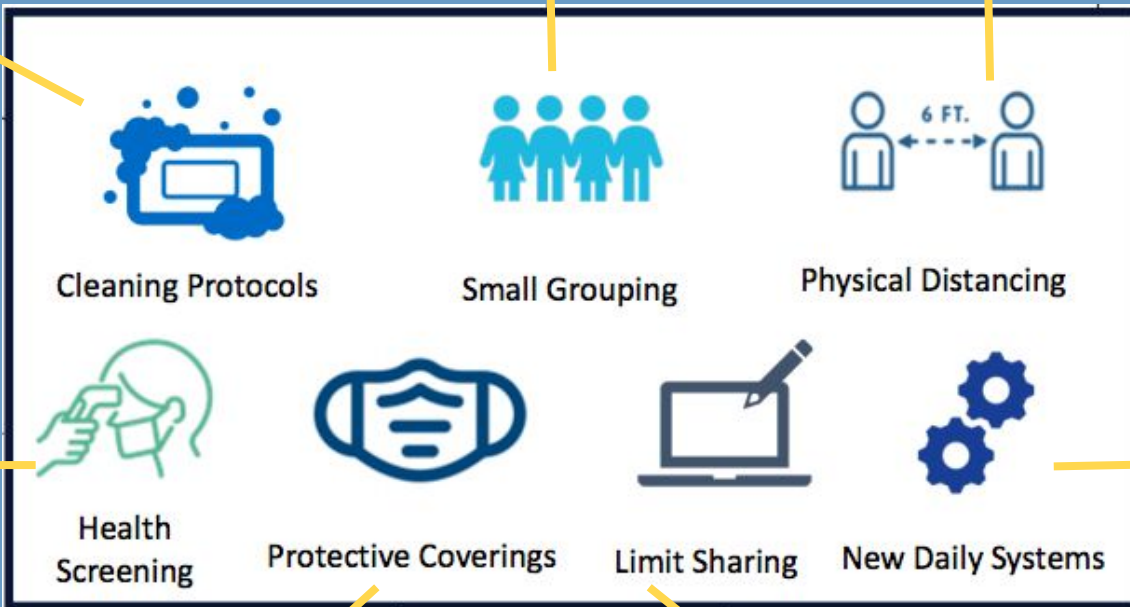 6 FT.
Cleaning Protocols
Small Grouping
Physical Distancing
Health
Screening
Protective Coverings
Limit Sharing
New Daily Systems